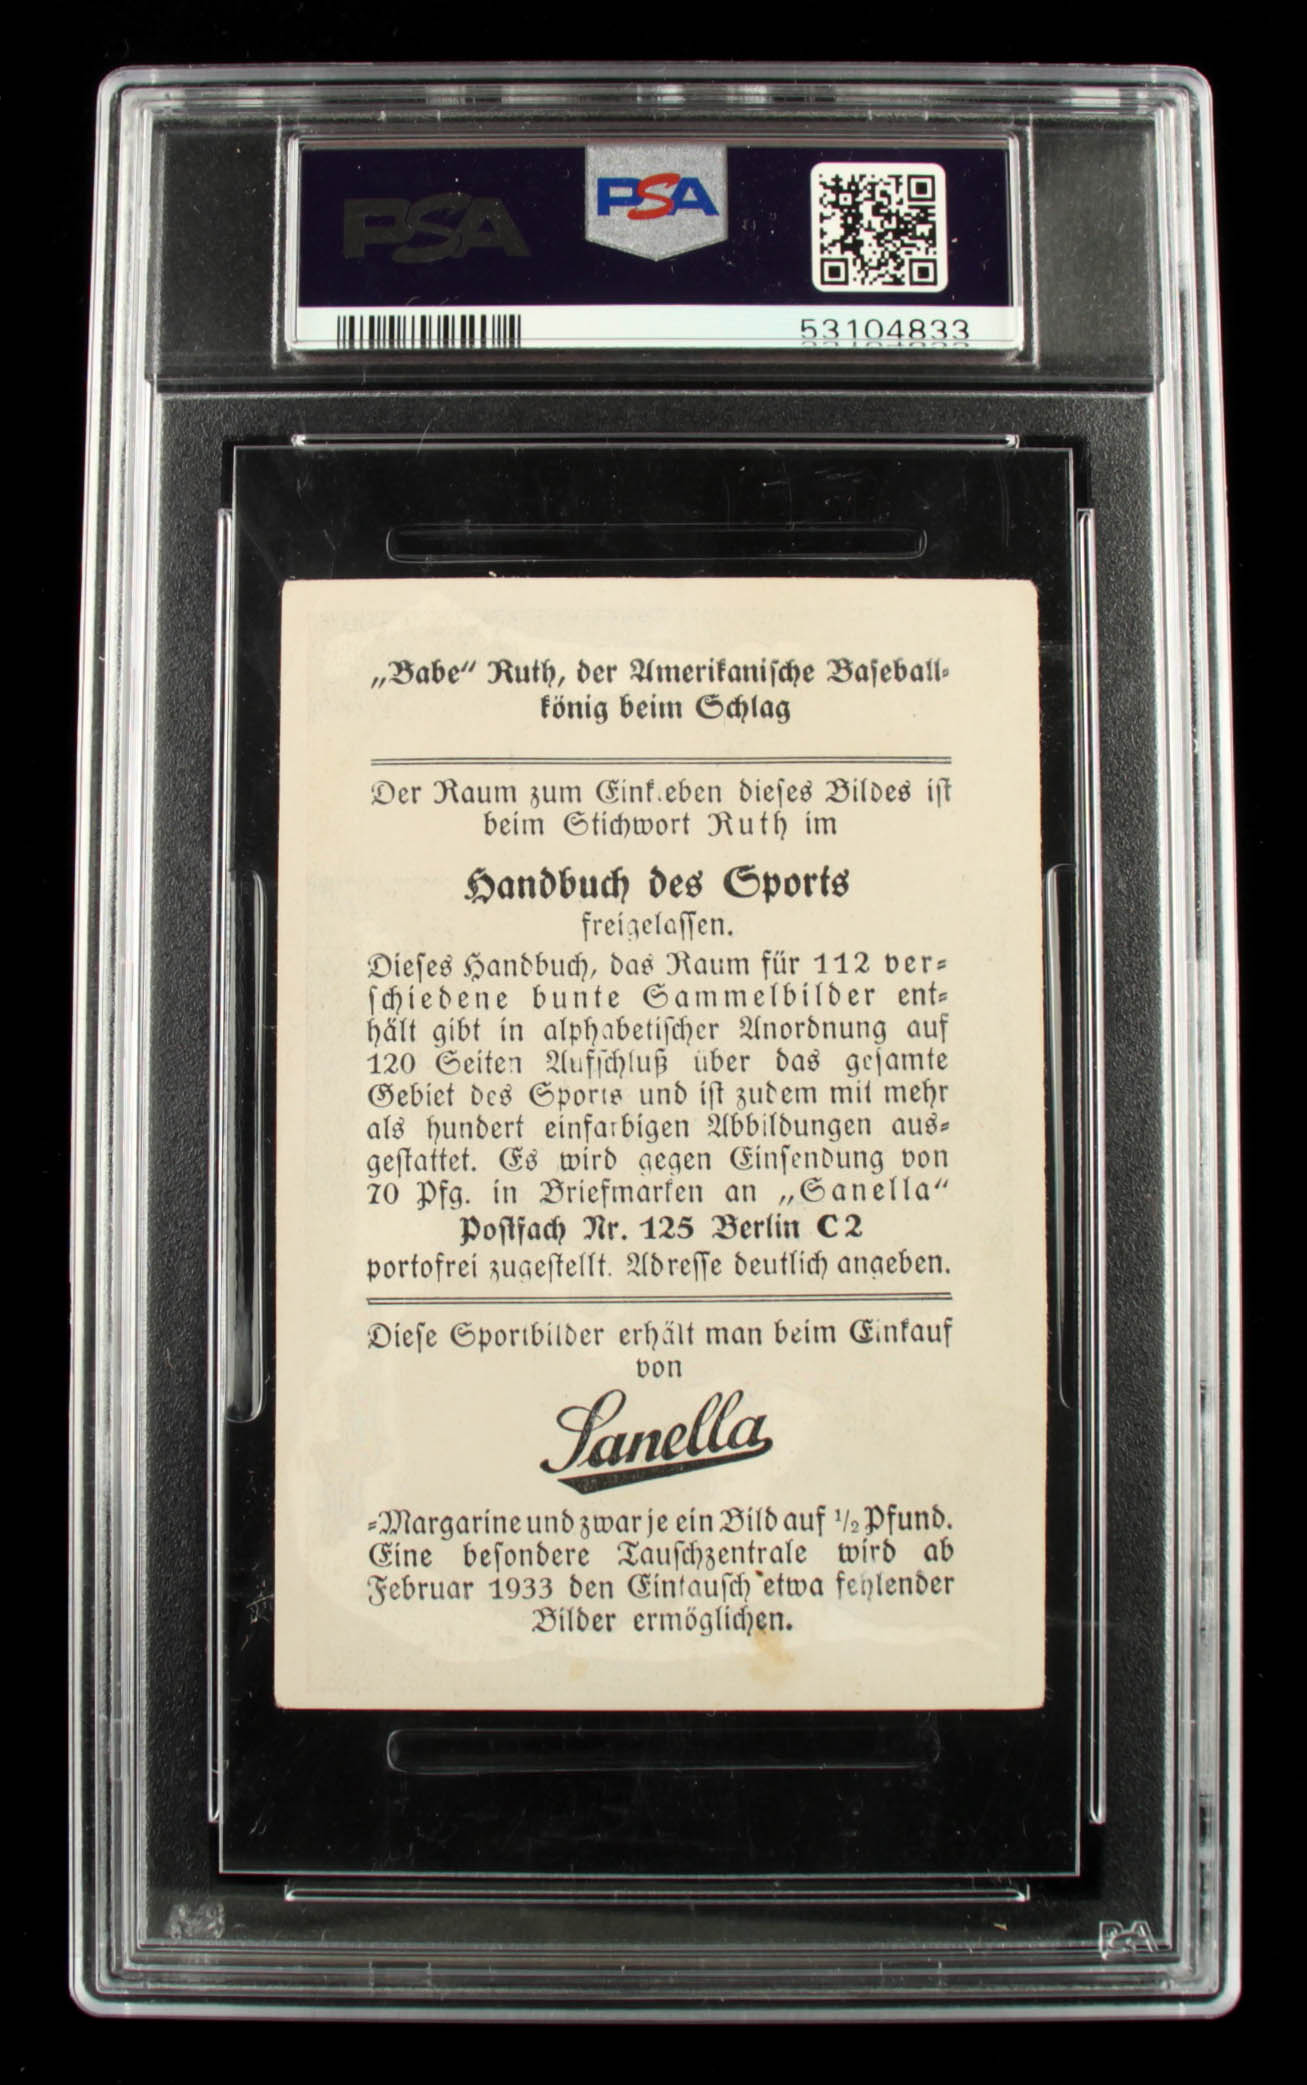 PSA
PSA
53104833
„Babe“ Ruth, der Amerikanische Baseball-
könig beim Schlag
Der Raum zum Einkleben dieses Bildes ist
beim Stichwort Ruth im
Handbuch des Sports
freigelassen.
Dieses Handbuch, das Raum für 112 ver-
schiedene bunte Sammelbilder ent-
hält gibt in alphabetischer Anordnung auf
120 Seiten Aufschluß über das gesamte
Gebiet des Sports und ist zudem mit mehr
als hundert einfarbigen Abbildungen aus-
gestattet. Es wird gegen Einsendung von
70 Pfg. in Briefmarken an „Sanella“
Postfach Nr. 125 Berlin C 2
portofrei zugestellt. Adresse deutlich angeben.
Diese Sportbilder erhält man beim Einkauf
von
Sanella
-Margarine und zwar je ein Bild auf ½ Pfund.
Eine besondere Tauschzentrale wird ab
Februar 1933 den Eintausch etwa fehlender
Bilder ermöglichen.
PSA